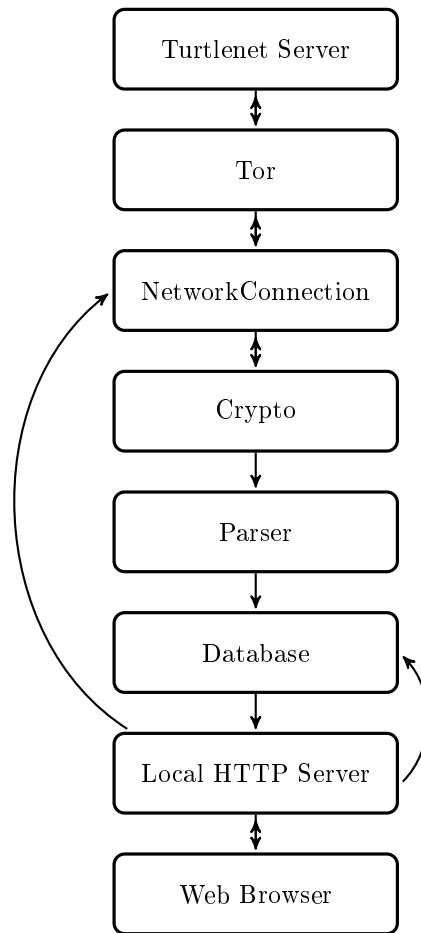 Turtlenet Server
Tor
NetworkConnection
Crypto
Parser
Database
Local HTTP Server
Web Browser